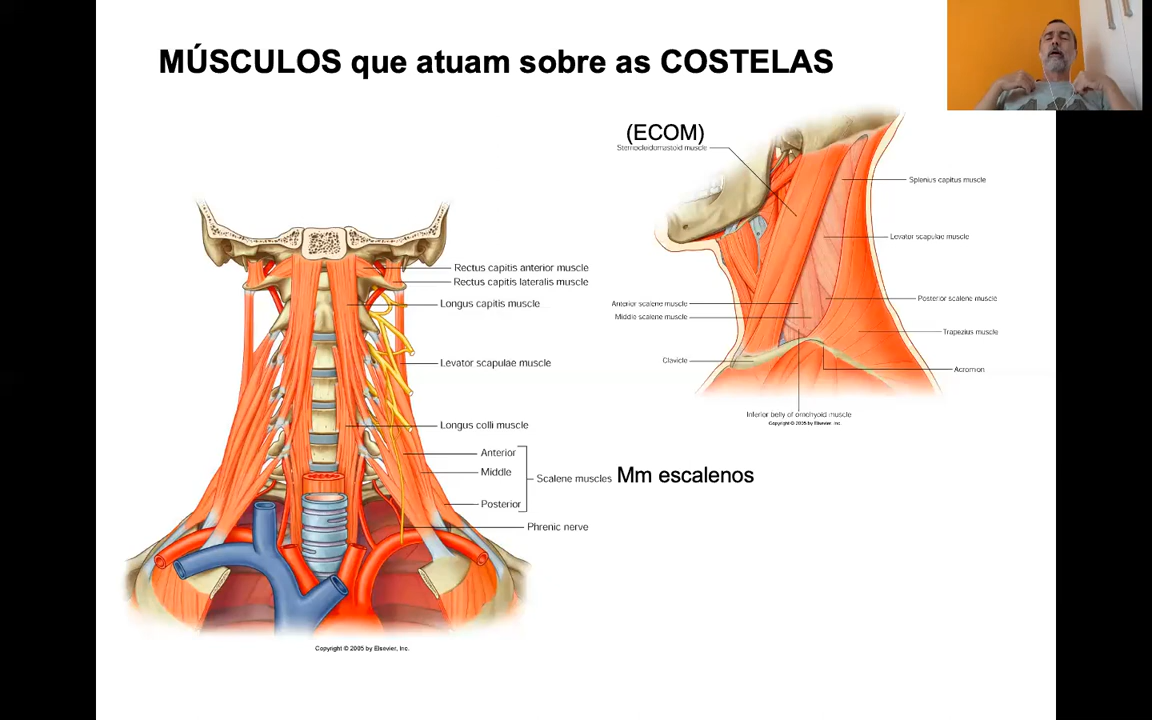 MÚSCULOS que atuam sobre as COSTELAS
(ECOM)
Sternocleidomastoid muscle
Splenius capitus muscle
Levator scapulae muscle
Anterior scalene muscle
Middle scalene muscle
Posterior scalene muscle
Trapezius muscle
Clavicle
Acromion
Inferior belly of omohyoid muscle
Copyright © 2005 by Elsevier, Inc.
Rectus capitis anterior muscle
Rectus capitis lateralis muscle
Longus capitis muscle
Levator scapulae muscle
Longus colli muscle
Anterior
Middle
Scalene muscles Mm escalenos
Posterior
Phrenic nerve
Copyright © 2005 by Elsevier, Inc.